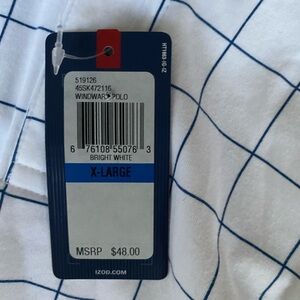 519126
45SK472116
WINDWARD POLO
6 76108 55076 3
BRIGHT WHITE
X-LARGE
MSRP $48.00
IZOD.COM